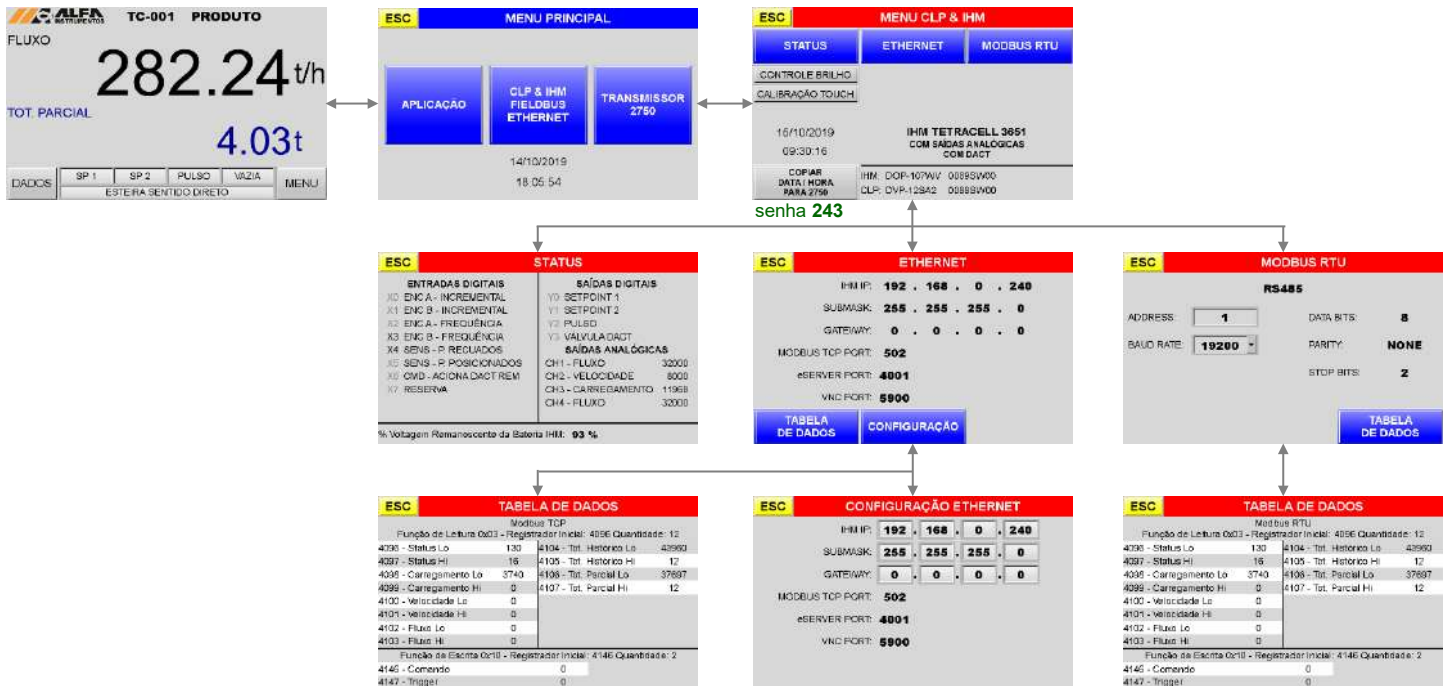 ALFA INSTRUMENTOS TC-001 PRODUTO
FLUXO
282.24 t/h
TOT. PARCIAL
4.03t
DADOS SP 1 SP 2 PULSO VAZIA MENU
ESTEIRA SENTIDO DIRETO
ESC MENU PRINCIPAL
APLICAÇÃO
CLP & IHM
FIELDBUS
ETHERNET
TRANSMISSOR
2750
14/10/2019
18:05:54
ESC MENU CLP & IHM
STATUS ETHERNET MODBUS RTU
CONTROLE BRILHO
CALIBRAÇÃO TOUCH
15/10/2019
09:30:16
IHM TETRACELL 3651
COM SAÍDAS ANALÓGICAS
COM DACT
COPIAR
DATA / HORA
PARA 2750
IHM: DOP-107WV
CLP: DVP-12SA2
senha 243
ESC STATUS
ENTRADAS DIGITAIS
X0 ENC A - INCREMENTAL
X1 ENC B - INCREMENTAL
X2 ENC A - FREQUÊNCIA
X3 ENC B - FREQUÊNCIA
X4 SENS - P. RECUADOS
X5 SENS - P. POSICIONADOS
X6 CMD - ACIONA DACT REM
X7 RESERVA
SAÍDAS DIGITAIS
Y0 SETPOINT 1
Y1 SETPOINT 2
Y2 PULSO
Y3 VÁLVULA DACT
SAÍDAS ANALÓGICAS
CH1 - FLUXO 32000
CH2 - VELOCIDADE 8000
CH3 - CARREGAMENTO 11968
CH4 - FLUXO 32000
% Voltagem Remanescente da Bateria IHM: 93 %
ESC ETHERNET
IHM IP: 192 . 168 . 0 . 240
SUBMASK: 255 . 255 . 255 . 0
GATEWAY: 0 . 0 . 0 . 0
MODBUS TCP PORT: 502
eSERVER PORT: 4001
VNC PORT: 5900
TABELA
DE DADOS
CONFIGURAÇÃO
ESC MODBUS RTU
RS485
ADDRESS: 1 DATA BITS: 8
BAUD RATE: 19200 PARITY: NONE
STOP BITS: 2
TABELA
DE DADOS
ESC TABELA DE DADOS
Modbus TCP
Função de Leitura 0x03 - Registrador Inicial: 4096 Quantidade: 12
4096 - Status Lo 130 4104 - Tot. Histórico Lo 43960
4097 - Status Hi 16 4105 - Tot. Histórico Hi 12
4098 - Carregamento Lo 3740 4106 - Tot. Parcial Lo 37697
4099 - Carregamento Hi 0 4107 - Tot. Parcial Hi 12
4100 - Velocidade Lo 0
4101 - Velocidade Hi 0
4102 - Fluxo Lo 0
4103 - Fluxo Hi 0
Função de Escrita 0x10 - Registrador Inicial: 4146 Quantidade: 2
4146 - Comando 0
4147 - Trigger 0
ESC CONFIGURAÇÃO ETHERNET
IHM IP: 192 . 168 . 0 . 240
SUBMASK: 255 . 255 . 255 . 0
GATEWAY: 0 . 0 . 0 . 0
MODBUS TCP PORT: 502
eSERVER PORT: 4001
VNC PORT: 5900
ESC TABELA DE DADOS
Modbus RTU
Função de Leitura 0x03 - Registrador Inicial: 4096 Quantidade: 12
4096 - Status Lo 130 4104 - Tot. Histórico Lo 43960
4097 - Status Hi 16 4105 - Tot. Histórico Hi 12
4098 - Carregamento Lo 3740 4106 - Tot. Parcial Lo 37697
4099 - Carregamento Hi 0 4107 - Tot. Parcial Hi 12
4100 - Velocidade Lo 0
4101 - Velocidade Hi 0
4102 - Fluxo Lo 0
4103 - Fluxo Hi 0
Função de Escrita 0x10 - Registrador Inicial: 4146 Quantidade: 2
4146 - Comando 0
4147 - Trigger 0